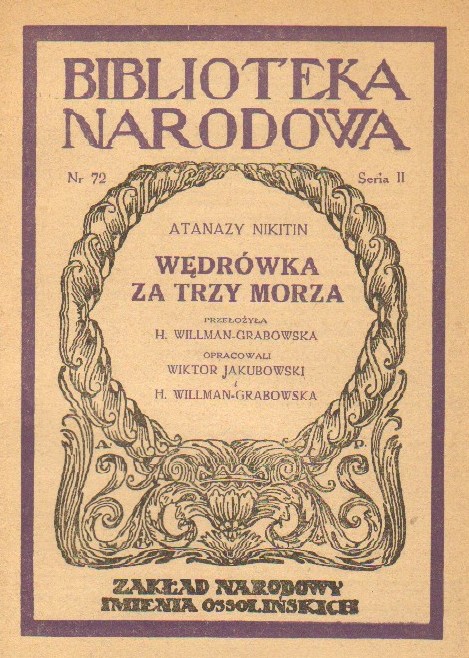 BIBLIOTEKA
NARODOWA
Nr 72 Seria II
ATANAZY NIKITIN
WĘDRÓWKA
ZA TRZY MORZA
PRZEŁOŻYŁA
H. WILLMAN-GRABOWSKA
OPRACOWALI
WIKTOR JAKUBOWSKI
i
H. WILLMAN-GRABOWSKA
A. P.
ZAKŁAD NARODOWY
IMIENIA OSSOLIŃSKICH